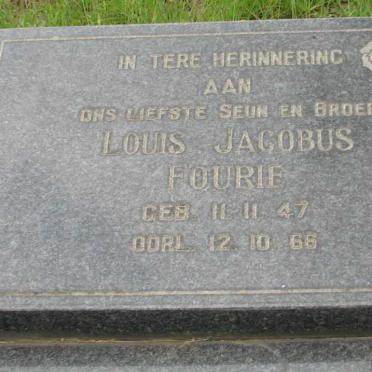 IN TERE HERINNERING
AAN
ONS LIEFSTE SEUN EN BROER
LOUIS JACOBUS
FOURIE
GEB. 11.11.47
OORL. 12.10.66